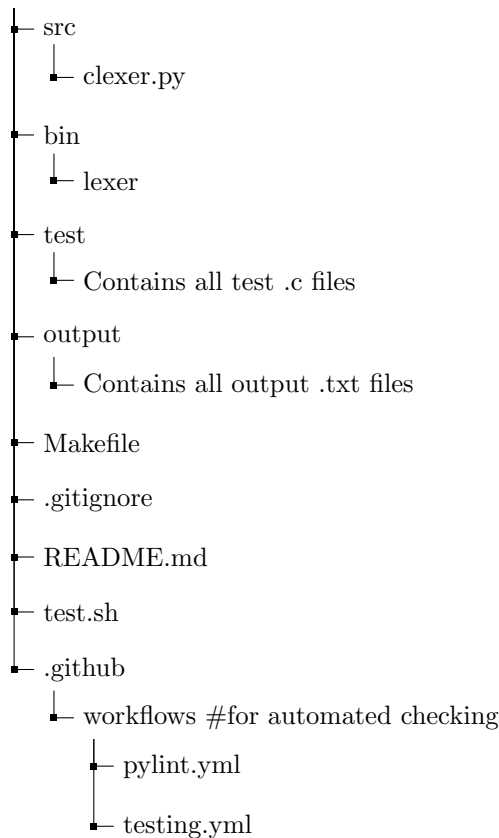 src
clexer.py
bin
lexer
test
Contains all test .c files
output
Contains all output .txt files
Makefile
.gitignore
README.md
test.sh
.github
workflows #for automated checking
pylint.yml
testing.yml